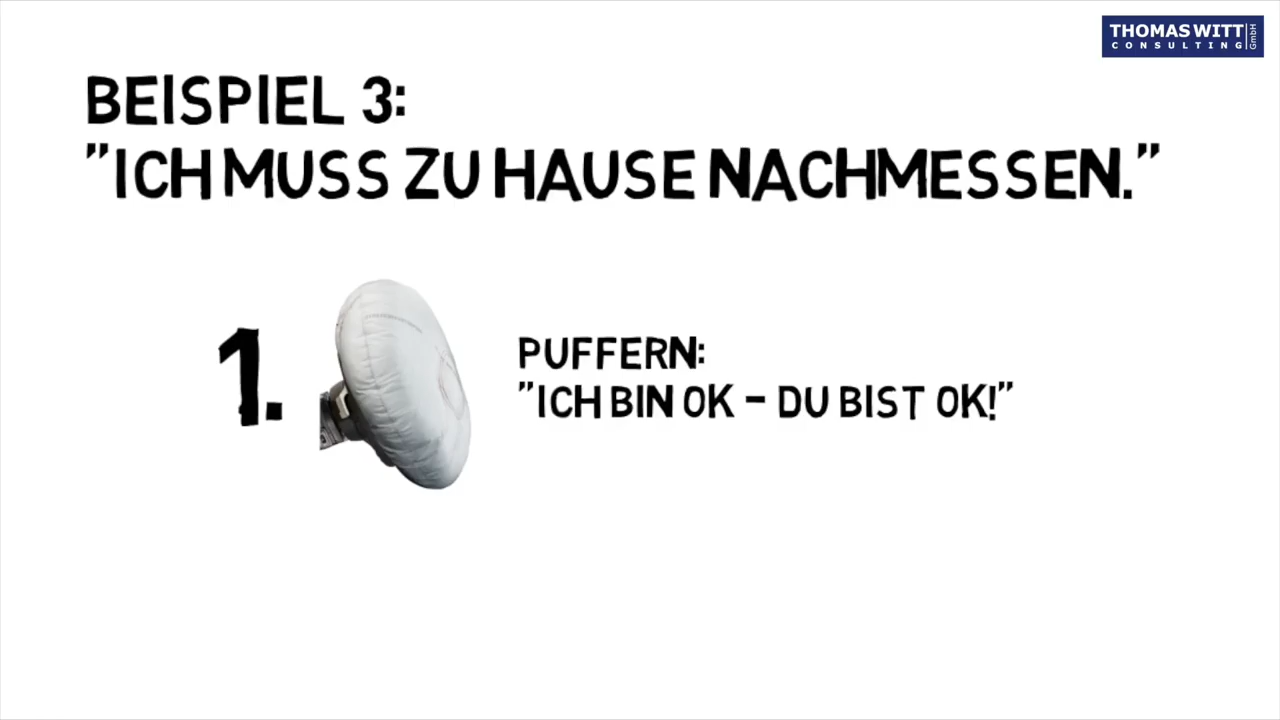 THOMAS WITT GmbH
CONSULTING
BEISPIEL 3:
"ICH MUSS ZU HAUSE NACHMESSEN."
1.
PUFFERN:
"ICH BIN OK - DU BIST OK!"